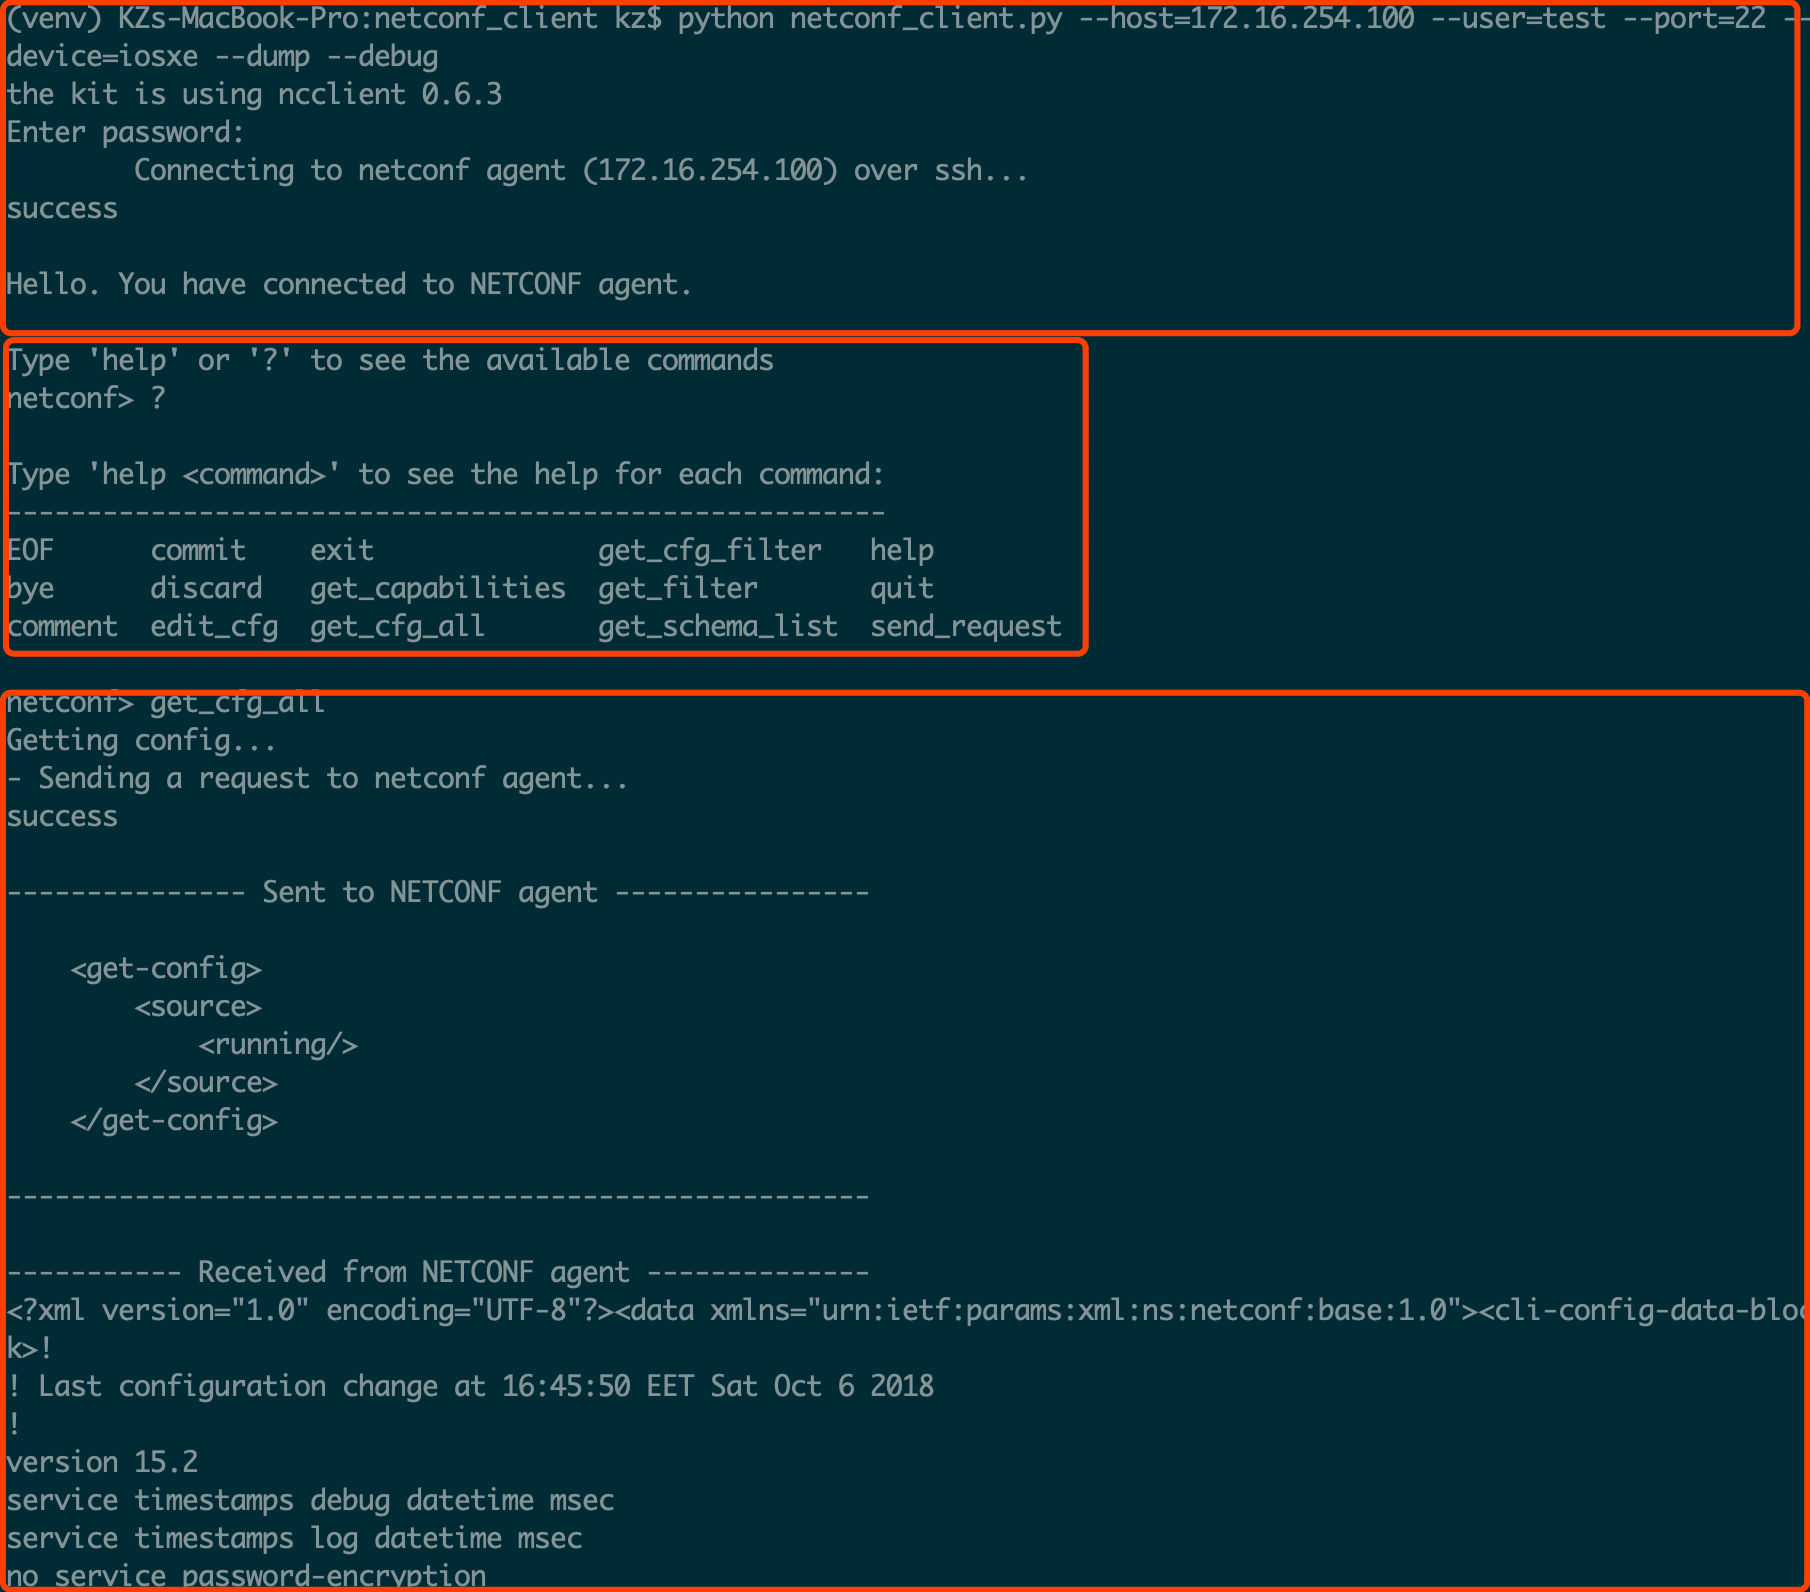 (venv) KZs-MacBook-Pro:netconf_client kz$ python netconf_client.py --host=172.16.254.100 --user=test --port=22 --
device=iosxe --dump --debug
the kit is using ncclient 0.6.3
Enter password:
        Connecting to netconf agent (172.16.254.100) over ssh...
success
Hello. You have connected to NETCONF agent.
Type 'help' or '?' to see the available commands
netconf> ?
Type 'help <command>' to see the help for each command:
-------------------------------------------------------
EOF      commit    exit              get_cfg_filter   help
bye      discard   get_capabilities  get_filter       quit
comment  edit_cfg  get_cfg_all       get_schema_list  send_request
netconf> get_cfg_all
Getting config...
- Sending a request to netconf agent...
success
--------------- Sent to NETCONF agent ----------------
    <get-config>
        <source>
            <running/>
        </source>
    </get-config>
------------------------------------------------------
----------- Received from NETCONF agent --------------
<?xml version="1.0" encoding="UTF-8"?><data xmlns="urn:ietf:params:xml:ns:netconf:base:1.0"><cli-config-data-bloc
k>!
! Last configuration change at 16:45:50 EET Sat Oct 6 2018
!
version 15.2
service timestamps debug datetime msec
service timestamps log datetime msec
no service password-encryption